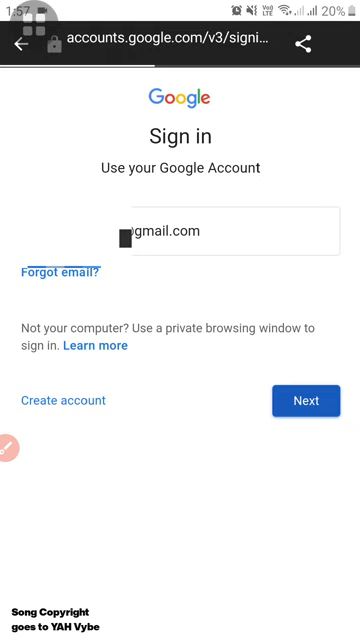 1:57
20%
accounts.google.com/v3/signi...
Google
Sign in
Use your Google Account
@gmail.com
Forgot email?
Not your computer? Use a private browsing window to
sign in. Learn more
Create account
Next
Song Copyright
goes to YAH Vybe